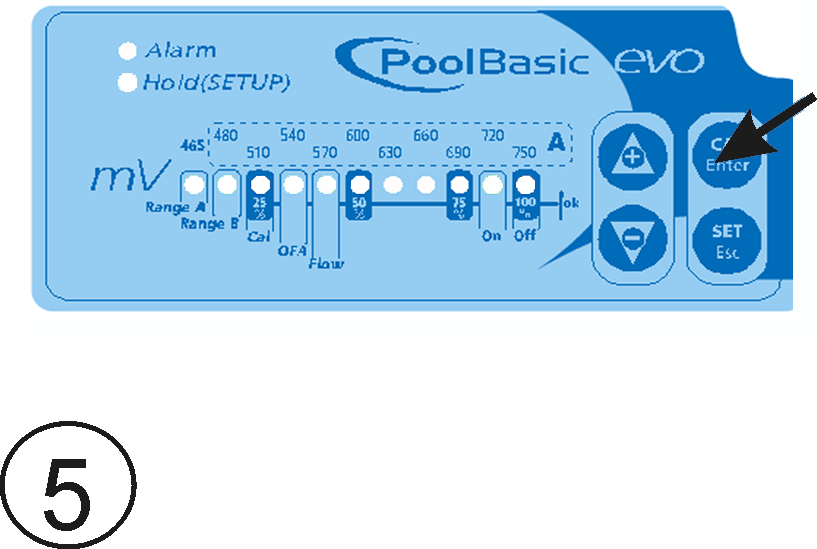 Alarm
Hold(SETUP)
PoolBasic evo
465 480 510 540 570 600 630 660 690 720 750 A
mV
Range A
Range B
25 %
Cal
OFA
Flow
50 %
75 %
On
100
Off
ok
+
−
Enter
SET
Esc
5